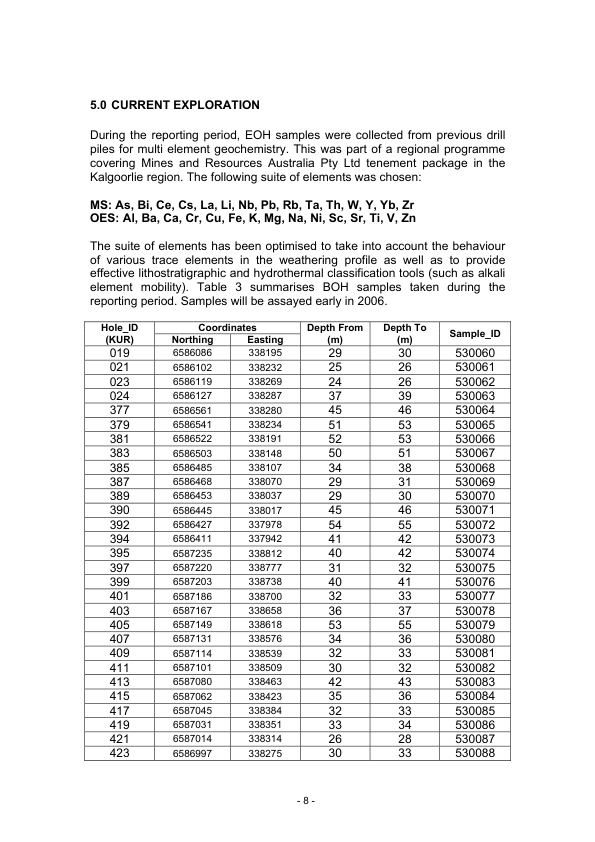 5.0 CURRENT EXPLORATION
During the reporting period, EOH samples were collected from previous drill
piles for multi element geochemistry. This was part of a regional programme
covering Mines and Resources Australia Pty Ltd tenement package in the
Kalgoorlie region. The following suite of elements was chosen:
MS: As, Bi, Ce, Cs, La, Li, Nb, Pb, Rb, Ta, Th, W, Y, Yb, Zr
OES: Al, Ba, Ca, Cr, Cu, Fe, K, Mg, Na, Ni, Sc, Sr, Ti, V, Zn
The suite of elements has been optimised to take into account the behaviour
of various trace elements in the weathering profile as well as to provide
effective lithostratigraphic and hydrothermal classification tools (such as alkali
element mobility). Table 3 summarises BOH samples taken during the
reporting period. Samples will be assayed early in 2006.
Hole_ID Coordinates Depth From Depth To Sample_ID
(KUR) Northing Easting (m) (m)
019 6586086 338195 29 30 530060
021 6586102 338232 25 26 530061
023 6586119 338269 24 26 530062
024 6586127 338287 37 39 530063
377 6586561 338280 45 46 530064
379 6586541 338234 51 53 530065
381 6586522 338191 52 53 530066
383 6586503 338148 50 51 530067
385 6586485 338107 34 38 530068
387 6586468 338070 29 31 530069
389 6586453 338037 29 30 530070
390 6586445 338017 45 46 530071
392 6586427 337978 54 55 530072
394 6586411 337942 41 42 530073
395 6587235 338812 40 42 530074
397 6587220 338777 31 32 530075
399 6587203 338738 40 41 530076
401 6587186 338700 32 33 530077
403 6587167 338658 36 37 530078
405 6587149 338618 53 55 530079
407 6587131 338576 34 36 530080
409 6587114 338539 32 33 530081
411 6587101 338509 30 32 530082
413 6587080 338463 42 43 530083
415 6587062 338423 35 36 530084
417 6587045 338384 32 33 530085
419 6587031 338351 33 34 530086
421 6587014 338314 26 28 530087
423 6586997 338275 30 33 530088
- 8 -